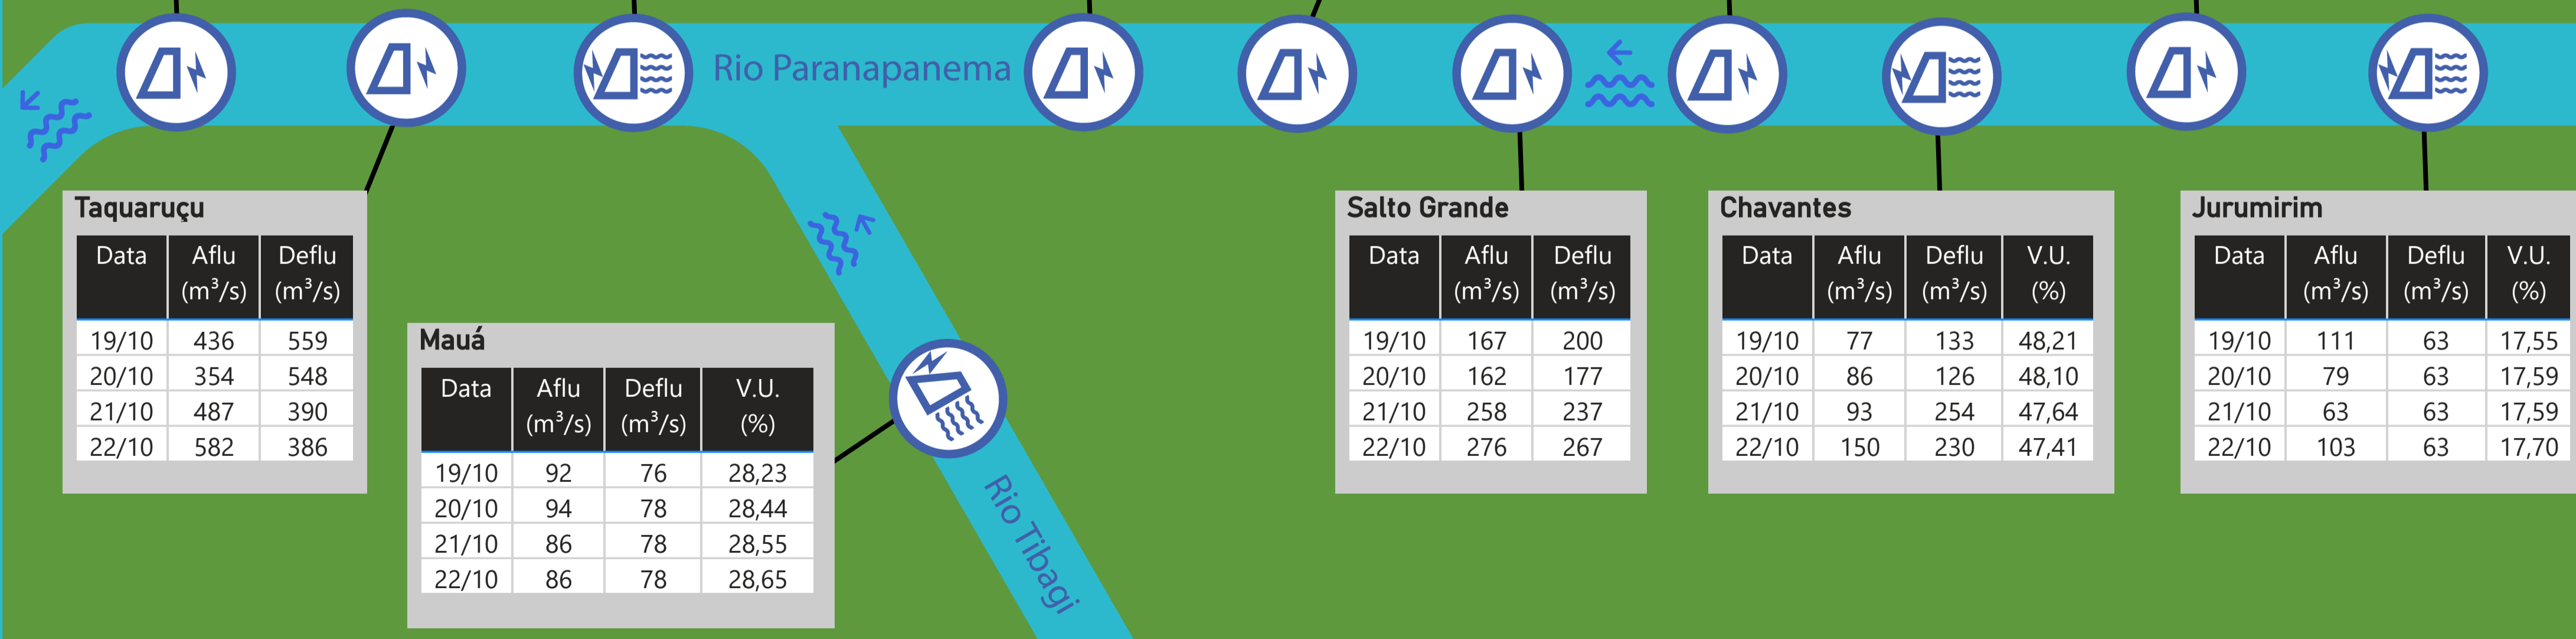 Rio Paranapanema
Taquaruçu
Data Aflu (m³/s) Deflu (m³/s)
19/10 436 559
20/10 354 548
21/10 487 390
22/10 582 386
Mauá
Data Aflu (m³/s) Deflu (m³/s) V.U. (%)
19/10 92 76 28,23
20/10 94 78 28,44
21/10 86 78 28,55
22/10 86 78 28,65
Rio Tibagi
Salto Grande
Data Aflu (m³/s) Deflu (m³/s)
19/10 167 200
20/10 162 177
21/10 258 237
22/10 276 267
Chavantes
Data Aflu (m³/s) Deflu (m³/s) V.U. (%)
19/10 77 133 48,21
20/10 86 126 48,10
21/10 93 254 47,64
22/10 150 230 47,41
Jurumirim
Data Aflu (m³/s) Deflu (m³/s) V.U. (%)
19/10 111 63 17,55
20/10 79 63 17,59
21/10 63 63 17,59
22/10 103 63 17,70